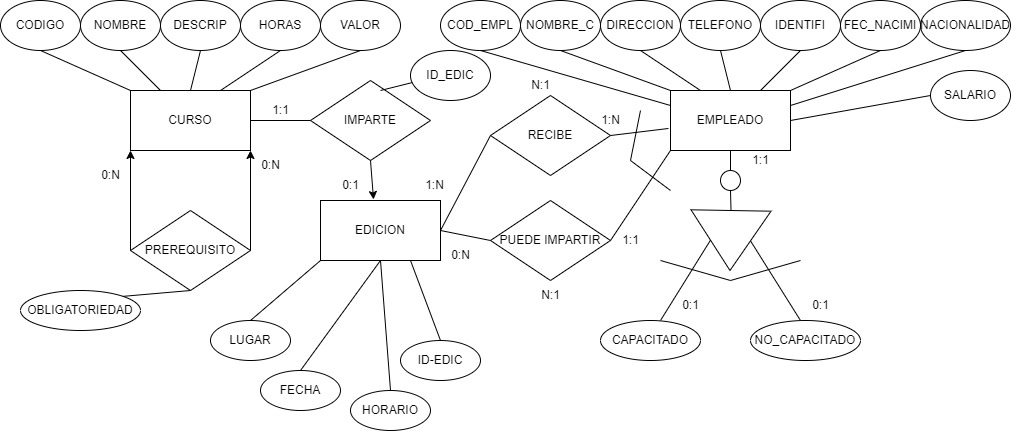 CODIGO
NOMBRE
DESCRIP
HORAS
VALOR
COD_EMPL
NOMBRE_C
DIRECCION
TELEFONO
IDENTIFI
FEC_NACIMI
NACIONALIDAD
ID_EDIC
SALARIO
CURSO
1:1
IMPARTE
N:1
0:N
0:N
RECIBE
1:N
EMPLEADO
1:1
PREREQUISITO
0:1
1:N
EDICION
0:N
PUEDE IMPARTIR
1:1
N:1
OBLIGATORIEDAD
LUGAR
FECHA
HORARIO
ID-EDIC
CAPACITADO
0:1
NO_CAPACITADO
0:1